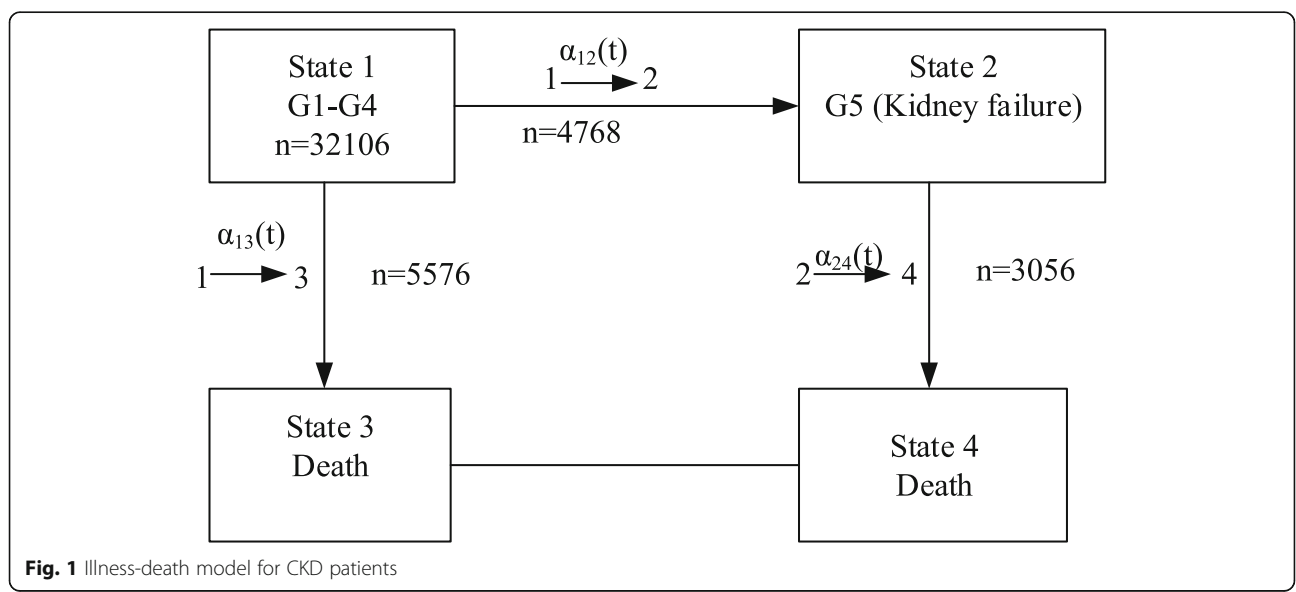 State 1
G1-G4
n=32106
α12(t)
1 2
n=4768
State 2
G5 (Kidney failure)
α13(t)
1 3
n=5576
α24(t)
2 4
n=3056
State 3
Death
State 4
Death
Fig. 1 Illness-death model for CKD patients